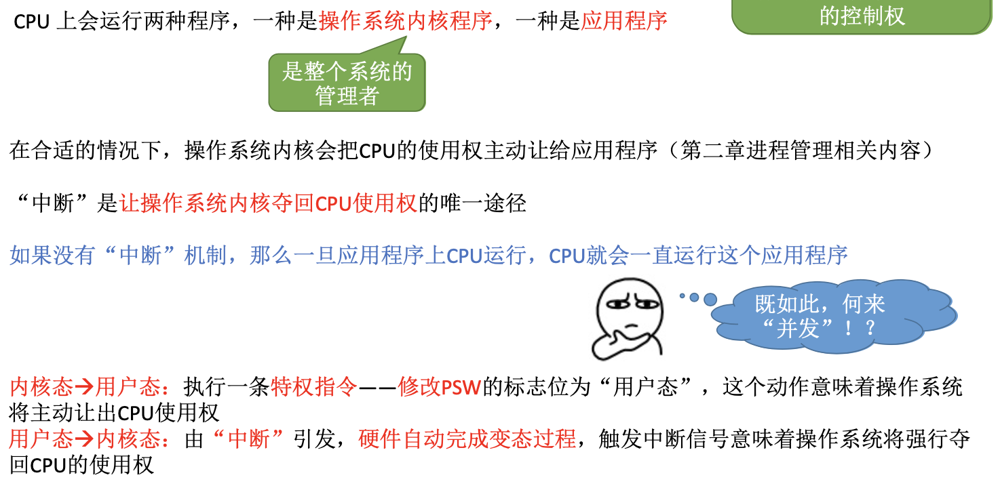 的控制权
CPU 上会运行两种程序，一种是操作系统内核程序，一种是应用程序
是整个系统的
管理者
在合适的情况下，操作系统内核会把CPU的使用权主动让给应用程序（第二章进程管理相关内容）
“中断”是让操作系统内核夺回CPU使用权的唯一途径
如果没有“中断”机制，那么一旦应用程序上CPU运行，CPU就会一直运行这个应用程序
既如此，何来
“并发”！？
内核态→用户态：执行一条特权指令——修改PSW的标志位为“用户态”，这个动作意味着操作系统
将主动让出CPU使用权
用户态→内核态：由“中断”引发，硬件自动完成变态过程，触发中断信号意味着操作系统将强行夺
回CPU的使用权